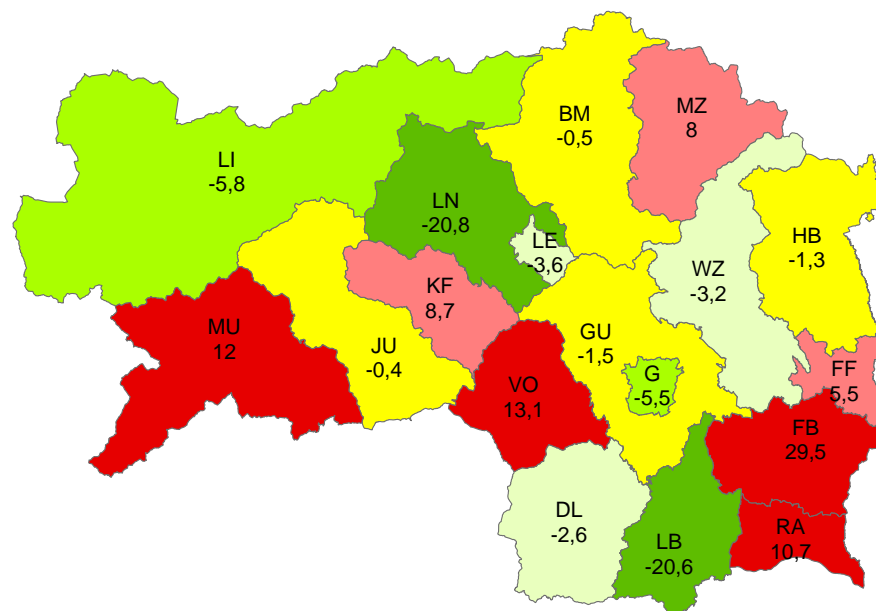 BM
-0,5
MZ
8
LI
-5,8
LN
-20,8
LE
-3,6
HB
-1,3
WZ
-3,2
KF
8,7
MU
12
JU
-0,4
GU
-1,5
G
-5,5
VO
13,1
FF
5,5
FB
29,5
DL
-2,6
LB
-20,6
RA
10,7